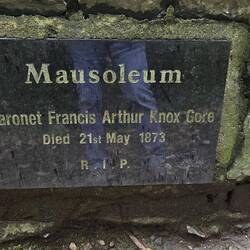 Mausoleum
aronet Francis Arthur Knox Gore
Died 21st May 1873
R . I . P .